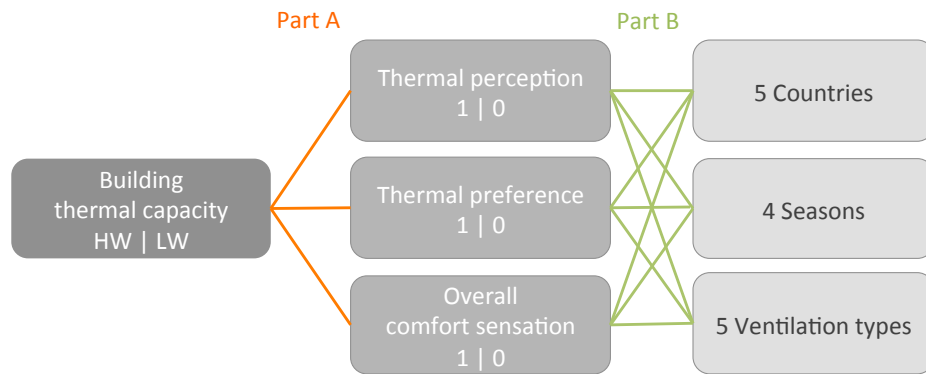 Part A
Part B
Building
thermal capacity
HW | LW
Thermal perception
1 | 0
Thermal preference
1 | 0
Overall
comfort sensation
1 | 0
5 Countries
4 Seasons
5 Ventilation types